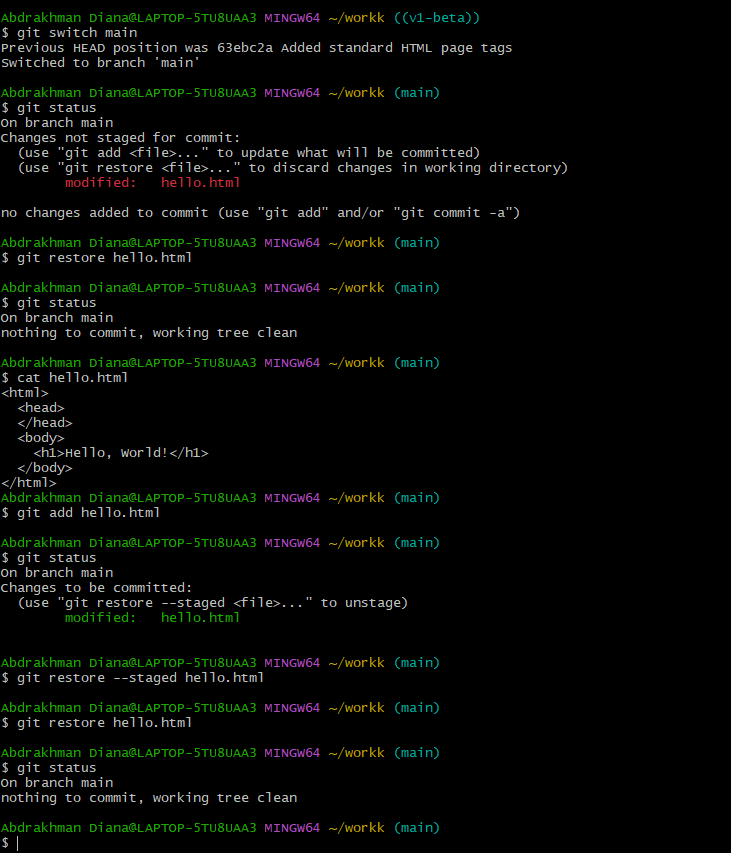 Abdrakhman Diana@LAPTOP-5TU8UAA3 MINGW64 ~/workk ((v1-beta))
$ git switch main
Previous HEAD position was 63ebc2a Added standard HTML page tags
Switched to branch 'main'

Abdrakhman Diana@LAPTOP-5TU8UAA3 MINGW64 ~/workk (main)
$ git status
On branch main
Changes not staged for commit:
  (use "git add <file>..." to update what will be committed)
  (use "git restore <file>..." to discard changes in working directory)
        modified:   hello.html

no changes added to commit (use "git add" and/or "git commit -a")

Abdrakhman Diana@LAPTOP-5TU8UAA3 MINGW64 ~/workk (main)
$ git restore hello.html

Abdrakhman Diana@LAPTOP-5TU8UAA3 MINGW64 ~/workk (main)
$ git status
On branch main
nothing to commit, working tree clean

Abdrakhman Diana@LAPTOP-5TU8UAA3 MINGW64 ~/workk (main)
$ cat hello.html
<html>
  <head>
  </head>
  <body>
    <h1>Hello, World!</h1>
  </body>
</html>
Abdrakhman Diana@LAPTOP-5TU8UAA3 MINGW64 ~/workk (main)
$ git add hello.html

Abdrakhman Diana@LAPTOP-5TU8UAA3 MINGW64 ~/workk (main)
$ git status
On branch main
Changes to be committed:
  (use "git restore --staged <file>..." to unstage)
        modified:   hello.html

Abdrakhman Diana@LAPTOP-5TU8UAA3 MINGW64 ~/workk (main)
$ git restore --staged hello.html

Abdrakhman Diana@LAPTOP-5TU8UAA3 MINGW64 ~/workk (main)
$ git restore hello.html

Abdrakhman Diana@LAPTOP-5TU8UAA3 MINGW64 ~/workk (main)
$ git status
On branch main
nothing to commit, working tree clean

Abdrakhman Diana@LAPTOP-5TU8UAA3 MINGW64 ~/workk (main)
$